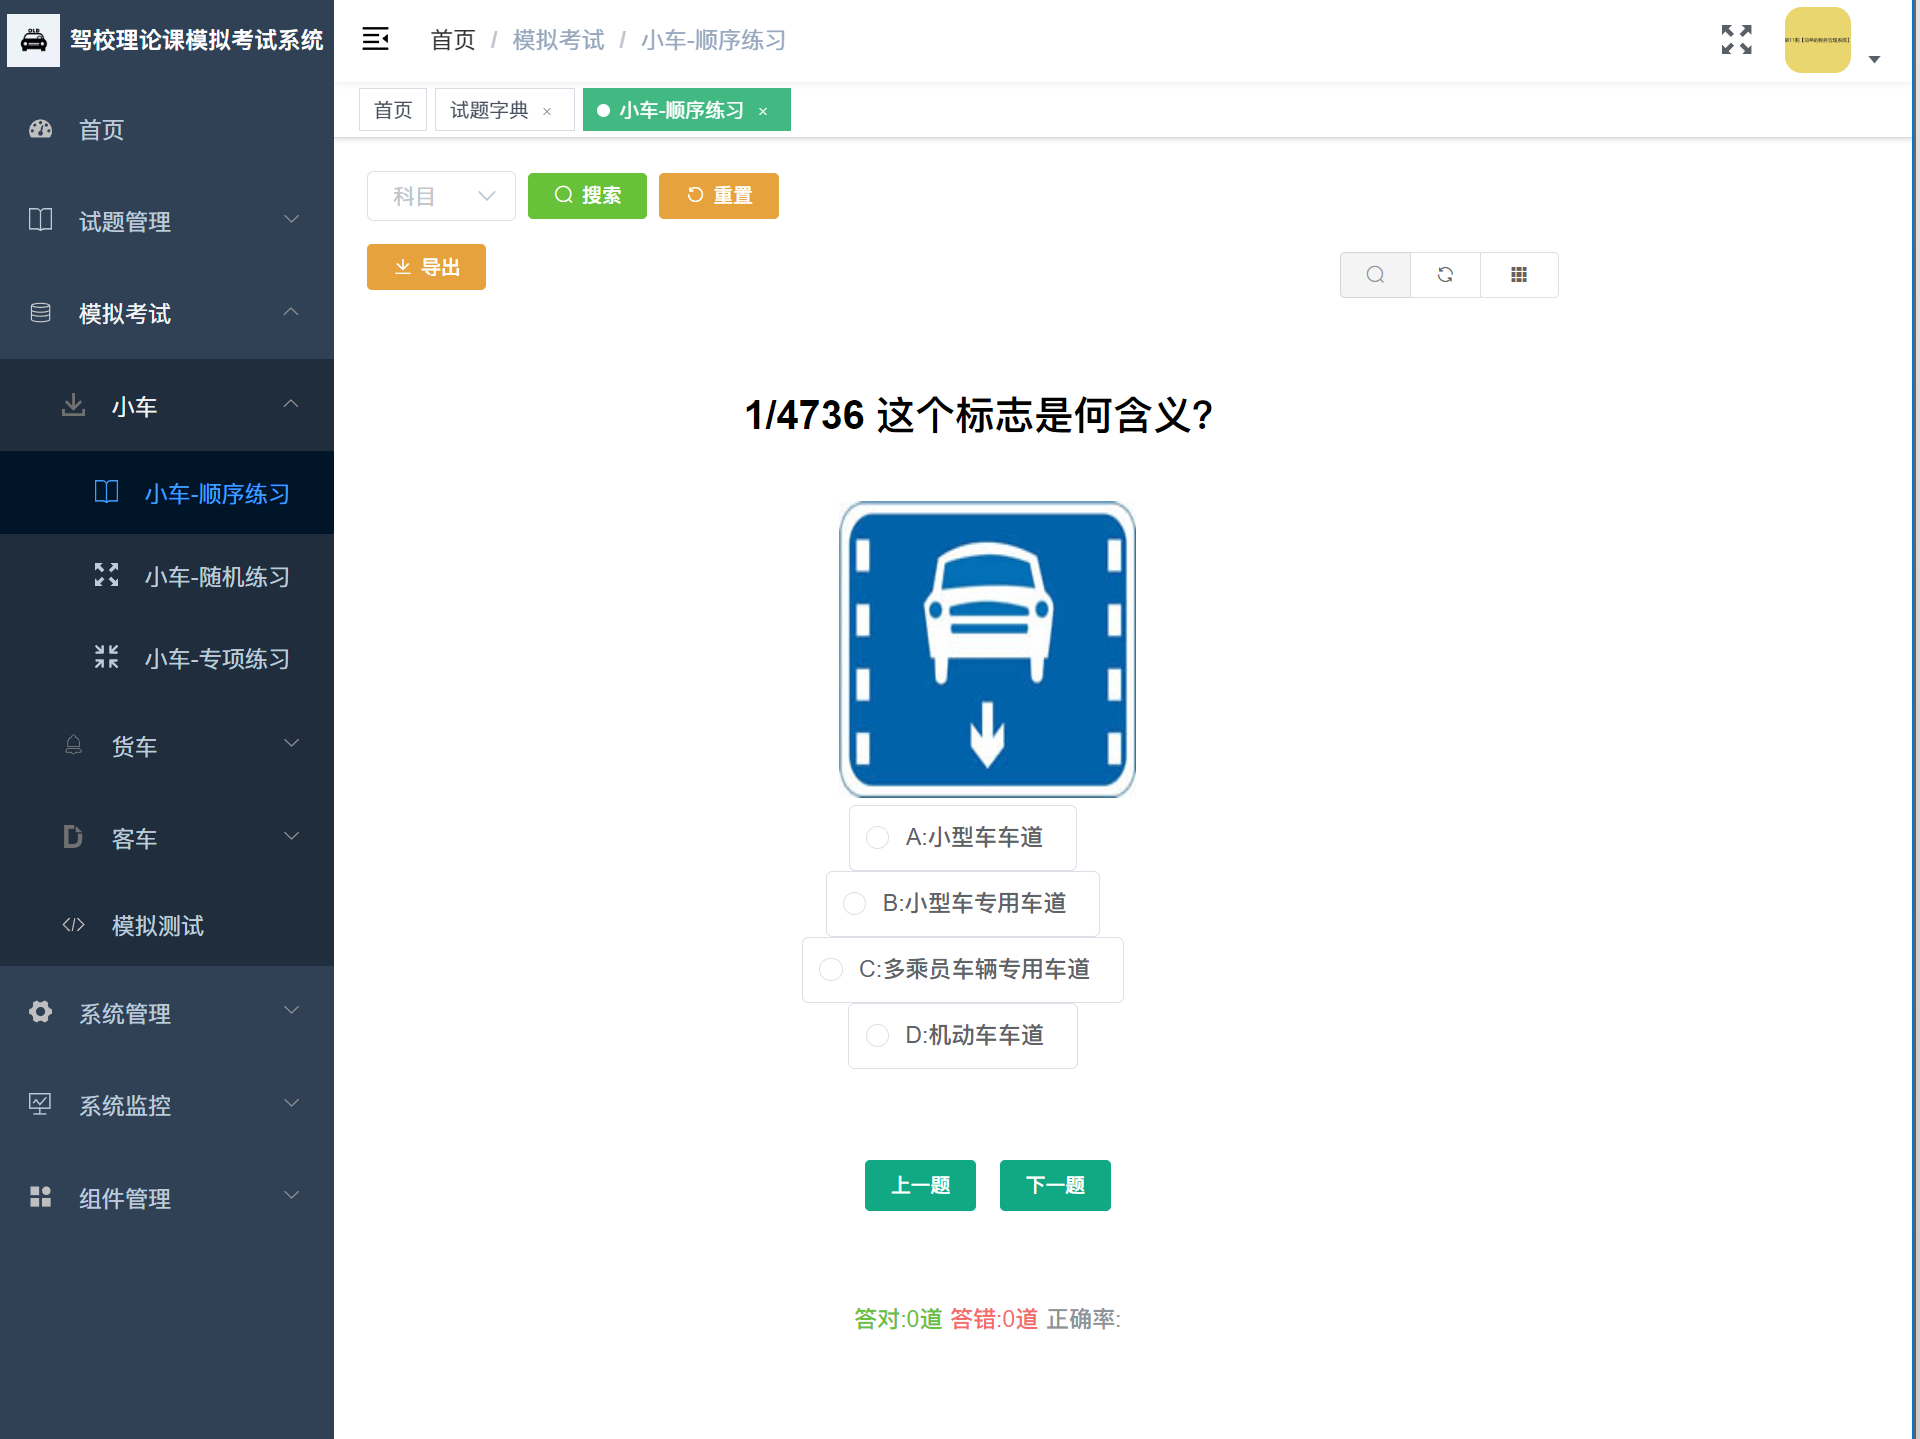 驾校理论课模拟考试系统
首页 / 模拟考试 / 小车-顺序练习
首页
试题字典 ×
小车-顺序练习 ×
首页
试题管理
模拟考试
小车
小车-顺序练习
小车-随机练习
小车-专项练习
货车
客车
模拟测试
系统管理
系统监控
组件管理
科目
搜索
重置
导出
1/4736 这个标志是何含义?
A:小型车车道
B:小型车专用车道
C:多乘员车辆专用车道
D:机动车车道
上一题
下一题
答对:0道 答错:0道 正确率: